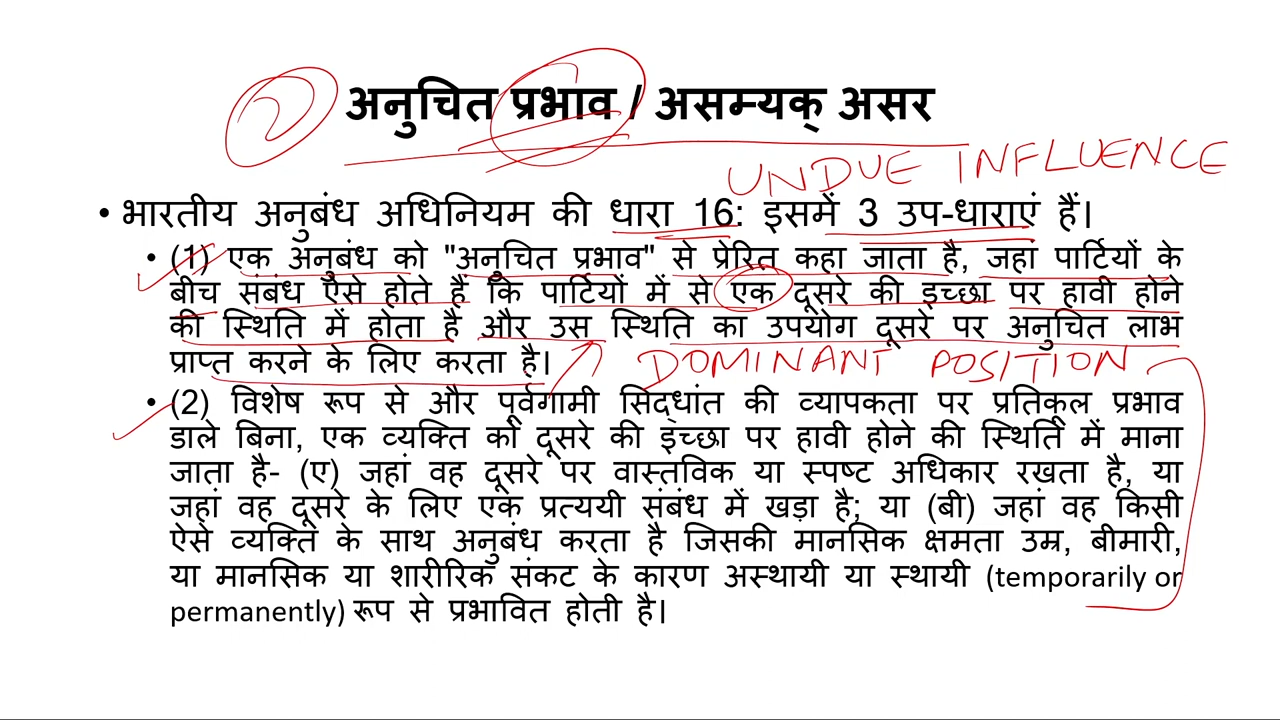 अनुचित प्रभाव / असम्यक् असर
UNDUE INFLUENCE
• भारतीय अनुबंध अधिनियम की धारा 16: इसमें 3 उप-धाराएं हैं।
• (1) एक अनुबंध को "अनुचित प्रभाव" से प्रेरित कहा जाता है, जहां पार्टियों के
बीच संबंध ऐसे होते हैं कि पार्टियों में से एक दूसरे की इच्छा पर हावी होने
की स्थिति में होता है और उस स्थिति का उपयोग दूसरे पर अनुचित लाभ
प्राप्त करने के लिए करता है।
DOMINANT POSITION
• (2) विशेष रूप से और पूर्वगामी सिद्धांत की व्यापकता पर प्रतिकूल प्रभाव
डाले बिना, एक व्यक्ति को दूसरे की इच्छा पर हावी होने की स्थिति में माना
जाता है- (ए) जहां वह दूसरे पर वास्तविक या स्पष्ट अधिकार रखता है, या
जहां वह दूसरे के लिए एक प्रत्ययी संबंध में खड़ा है; या (बी) जहां वह किसी
ऐसे व्यक्ति के साथ अनुबंध करता है जिसकी मानसिक क्षमता उम्र, बीमारी,
या मानसिक या शारीरिक संकट के कारण अस्थायी या स्थायी (temporarily or
permanently) रूप से प्रभावित होती है।